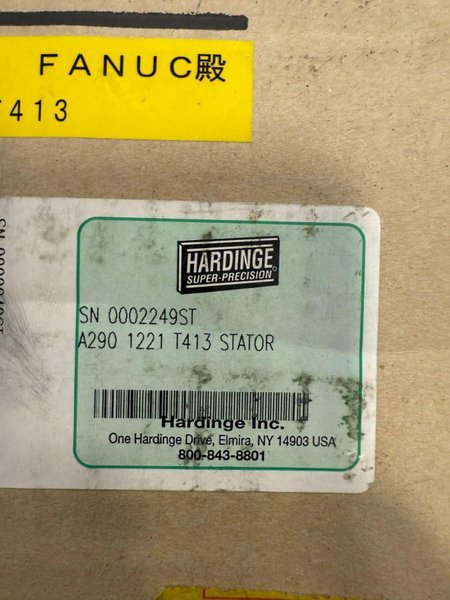 FANUC殿
T413
HARDINGE
SUPER-PRECISION
SN 0002249ST
A290 1221 T413 STATOR
Hardinge Inc.
One Hardinge Drive, Elmira, NY 14903 USA
800-843-8801